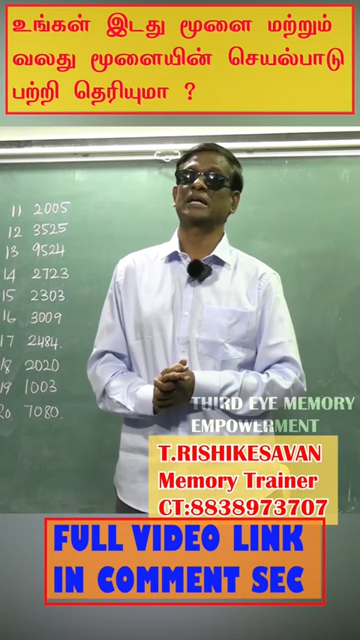 உங்கள் இடது மூளை மற்றும்
வலது மூளையின் செயல்பாடு
பற்றி தெரியுமா ?
11 2005
12 3525
13 9524
14 2723
15 2303
16 3009
17 2484.
18 2020
19 1003
20 7080.
THIRD EYE MEMORY
EMPOWERMENT
T.RISHIKESAVAN
Memory Trainer
CT:8838973707
FULL VIDEO LINK
IN COMMENT SEC